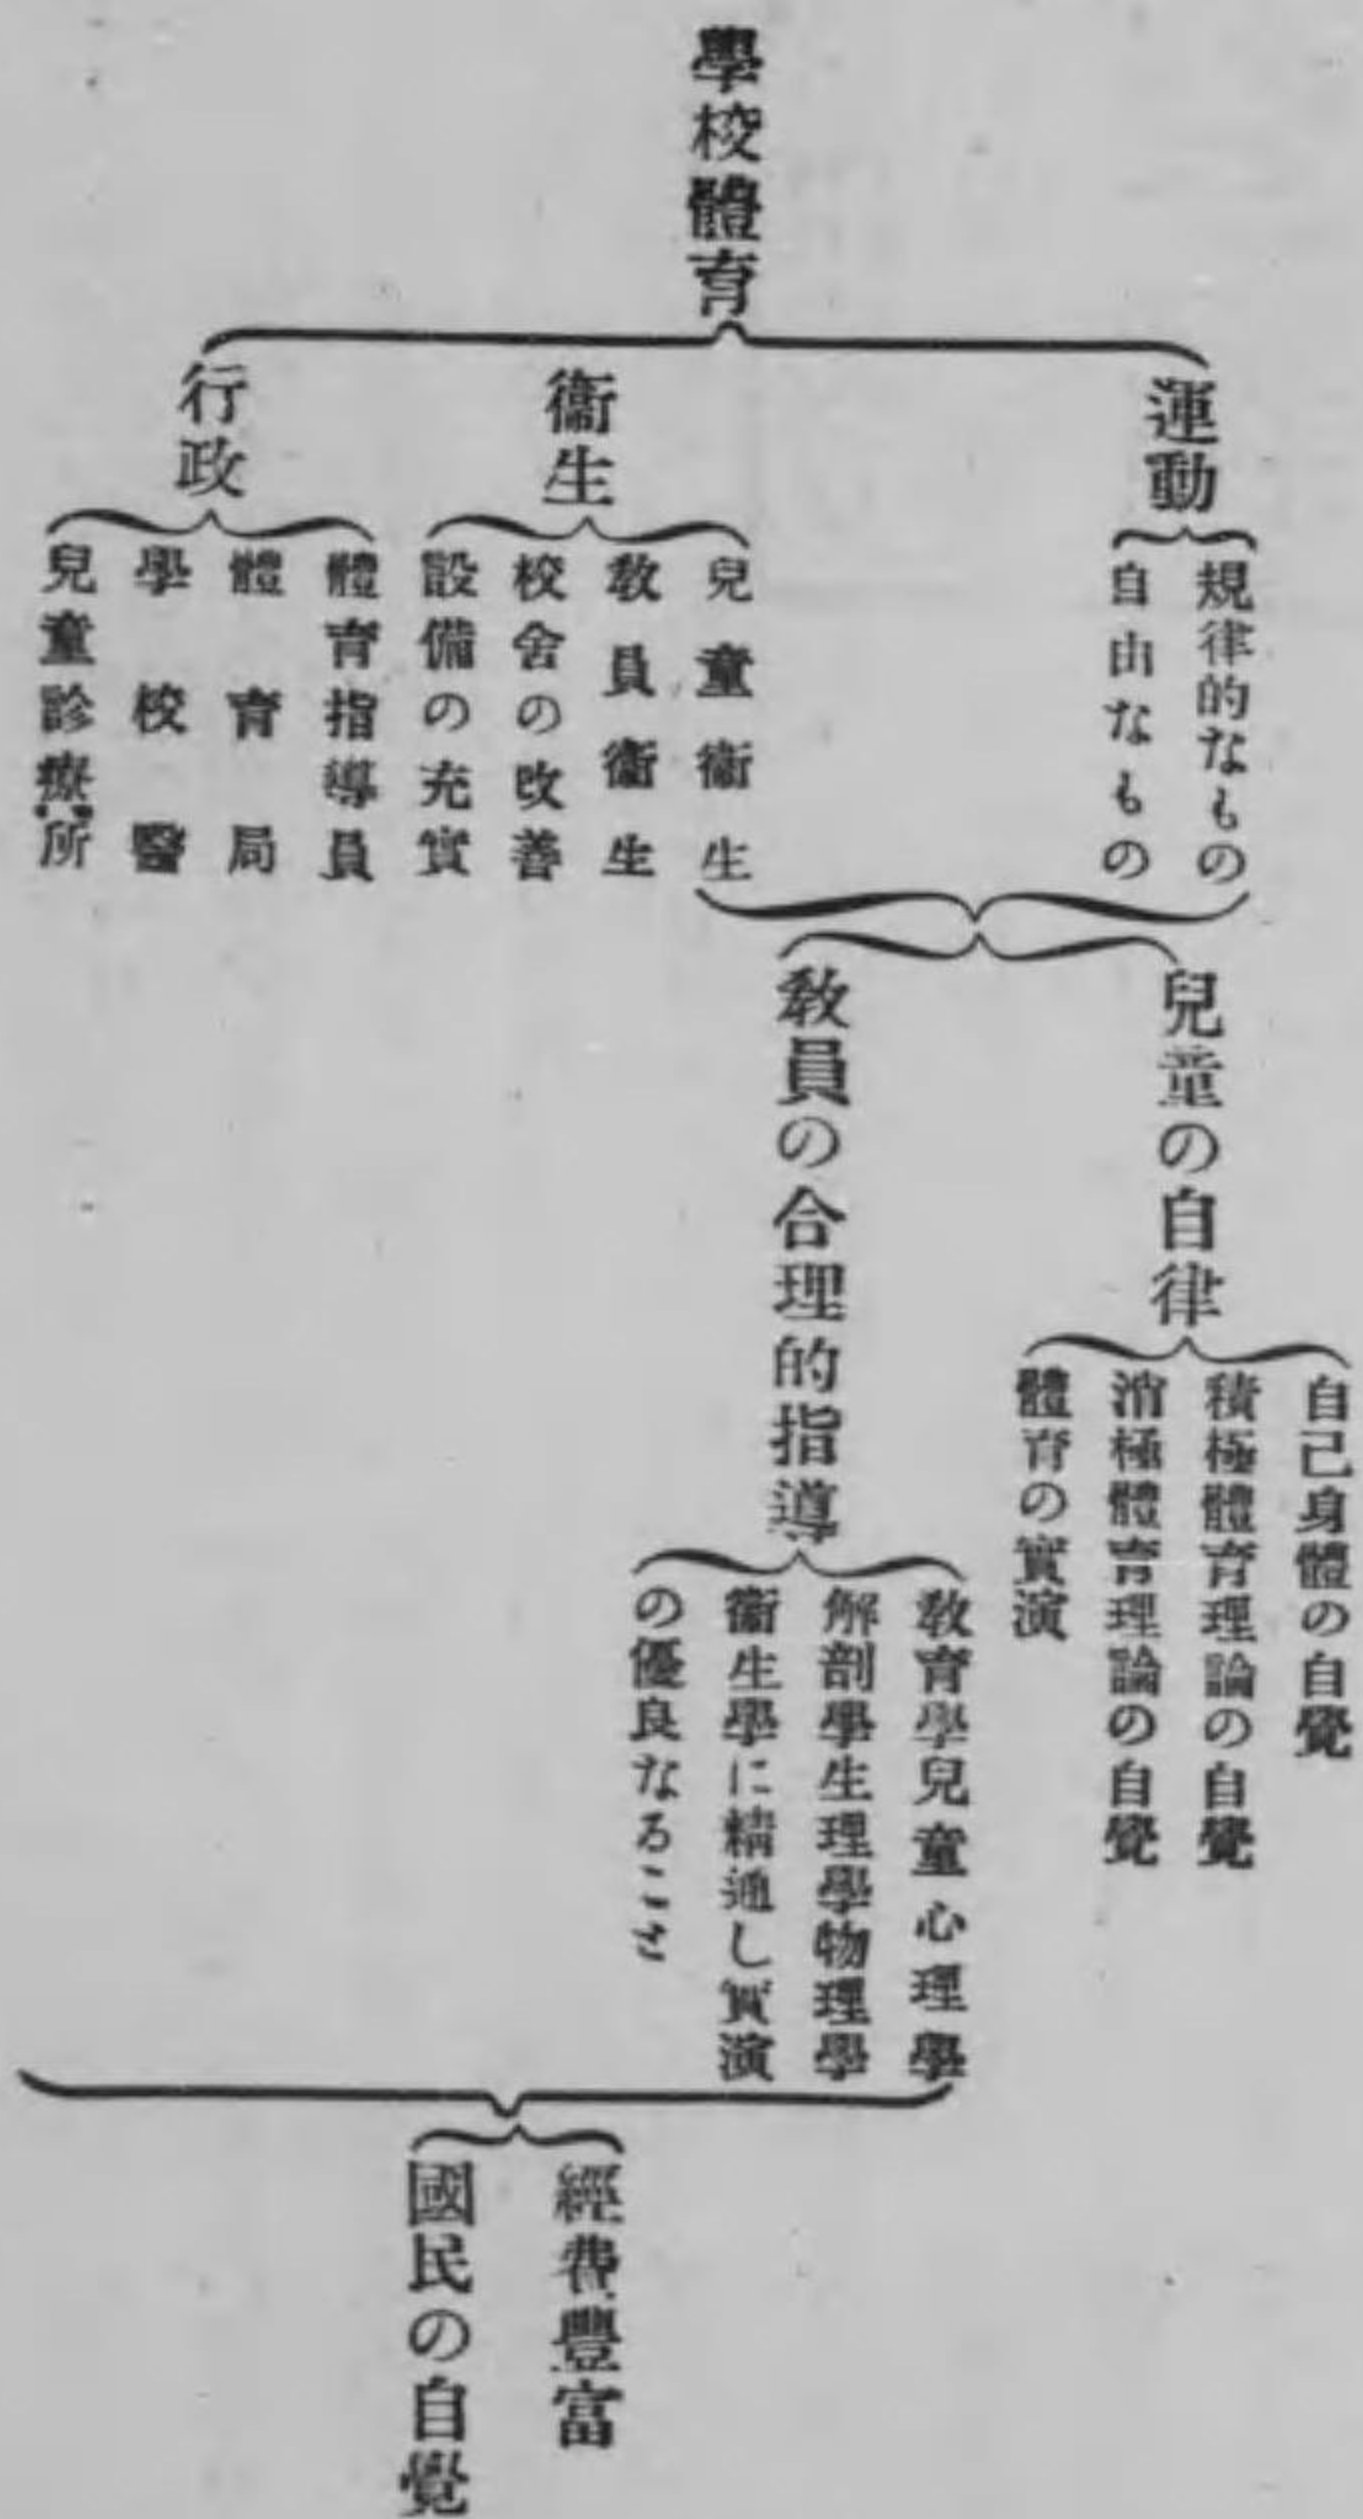 學校體育
運動
規律的なもの
自由なもの
衞生
兒童衞生
敎員衞生
校舍の改善
設備の充實
行政
體育指導員
體育局
學校醫
兒童診療所
兒童の自律
自己身體の自覺
積極體育理論の自覺
消極體育理論の自覺
體育の實演
敎員の合理的指導
敎育學兒童心理學
解剖學生理學物理學
衞生學に精通し實演
の優良なること
經費豐富
國民の自覺